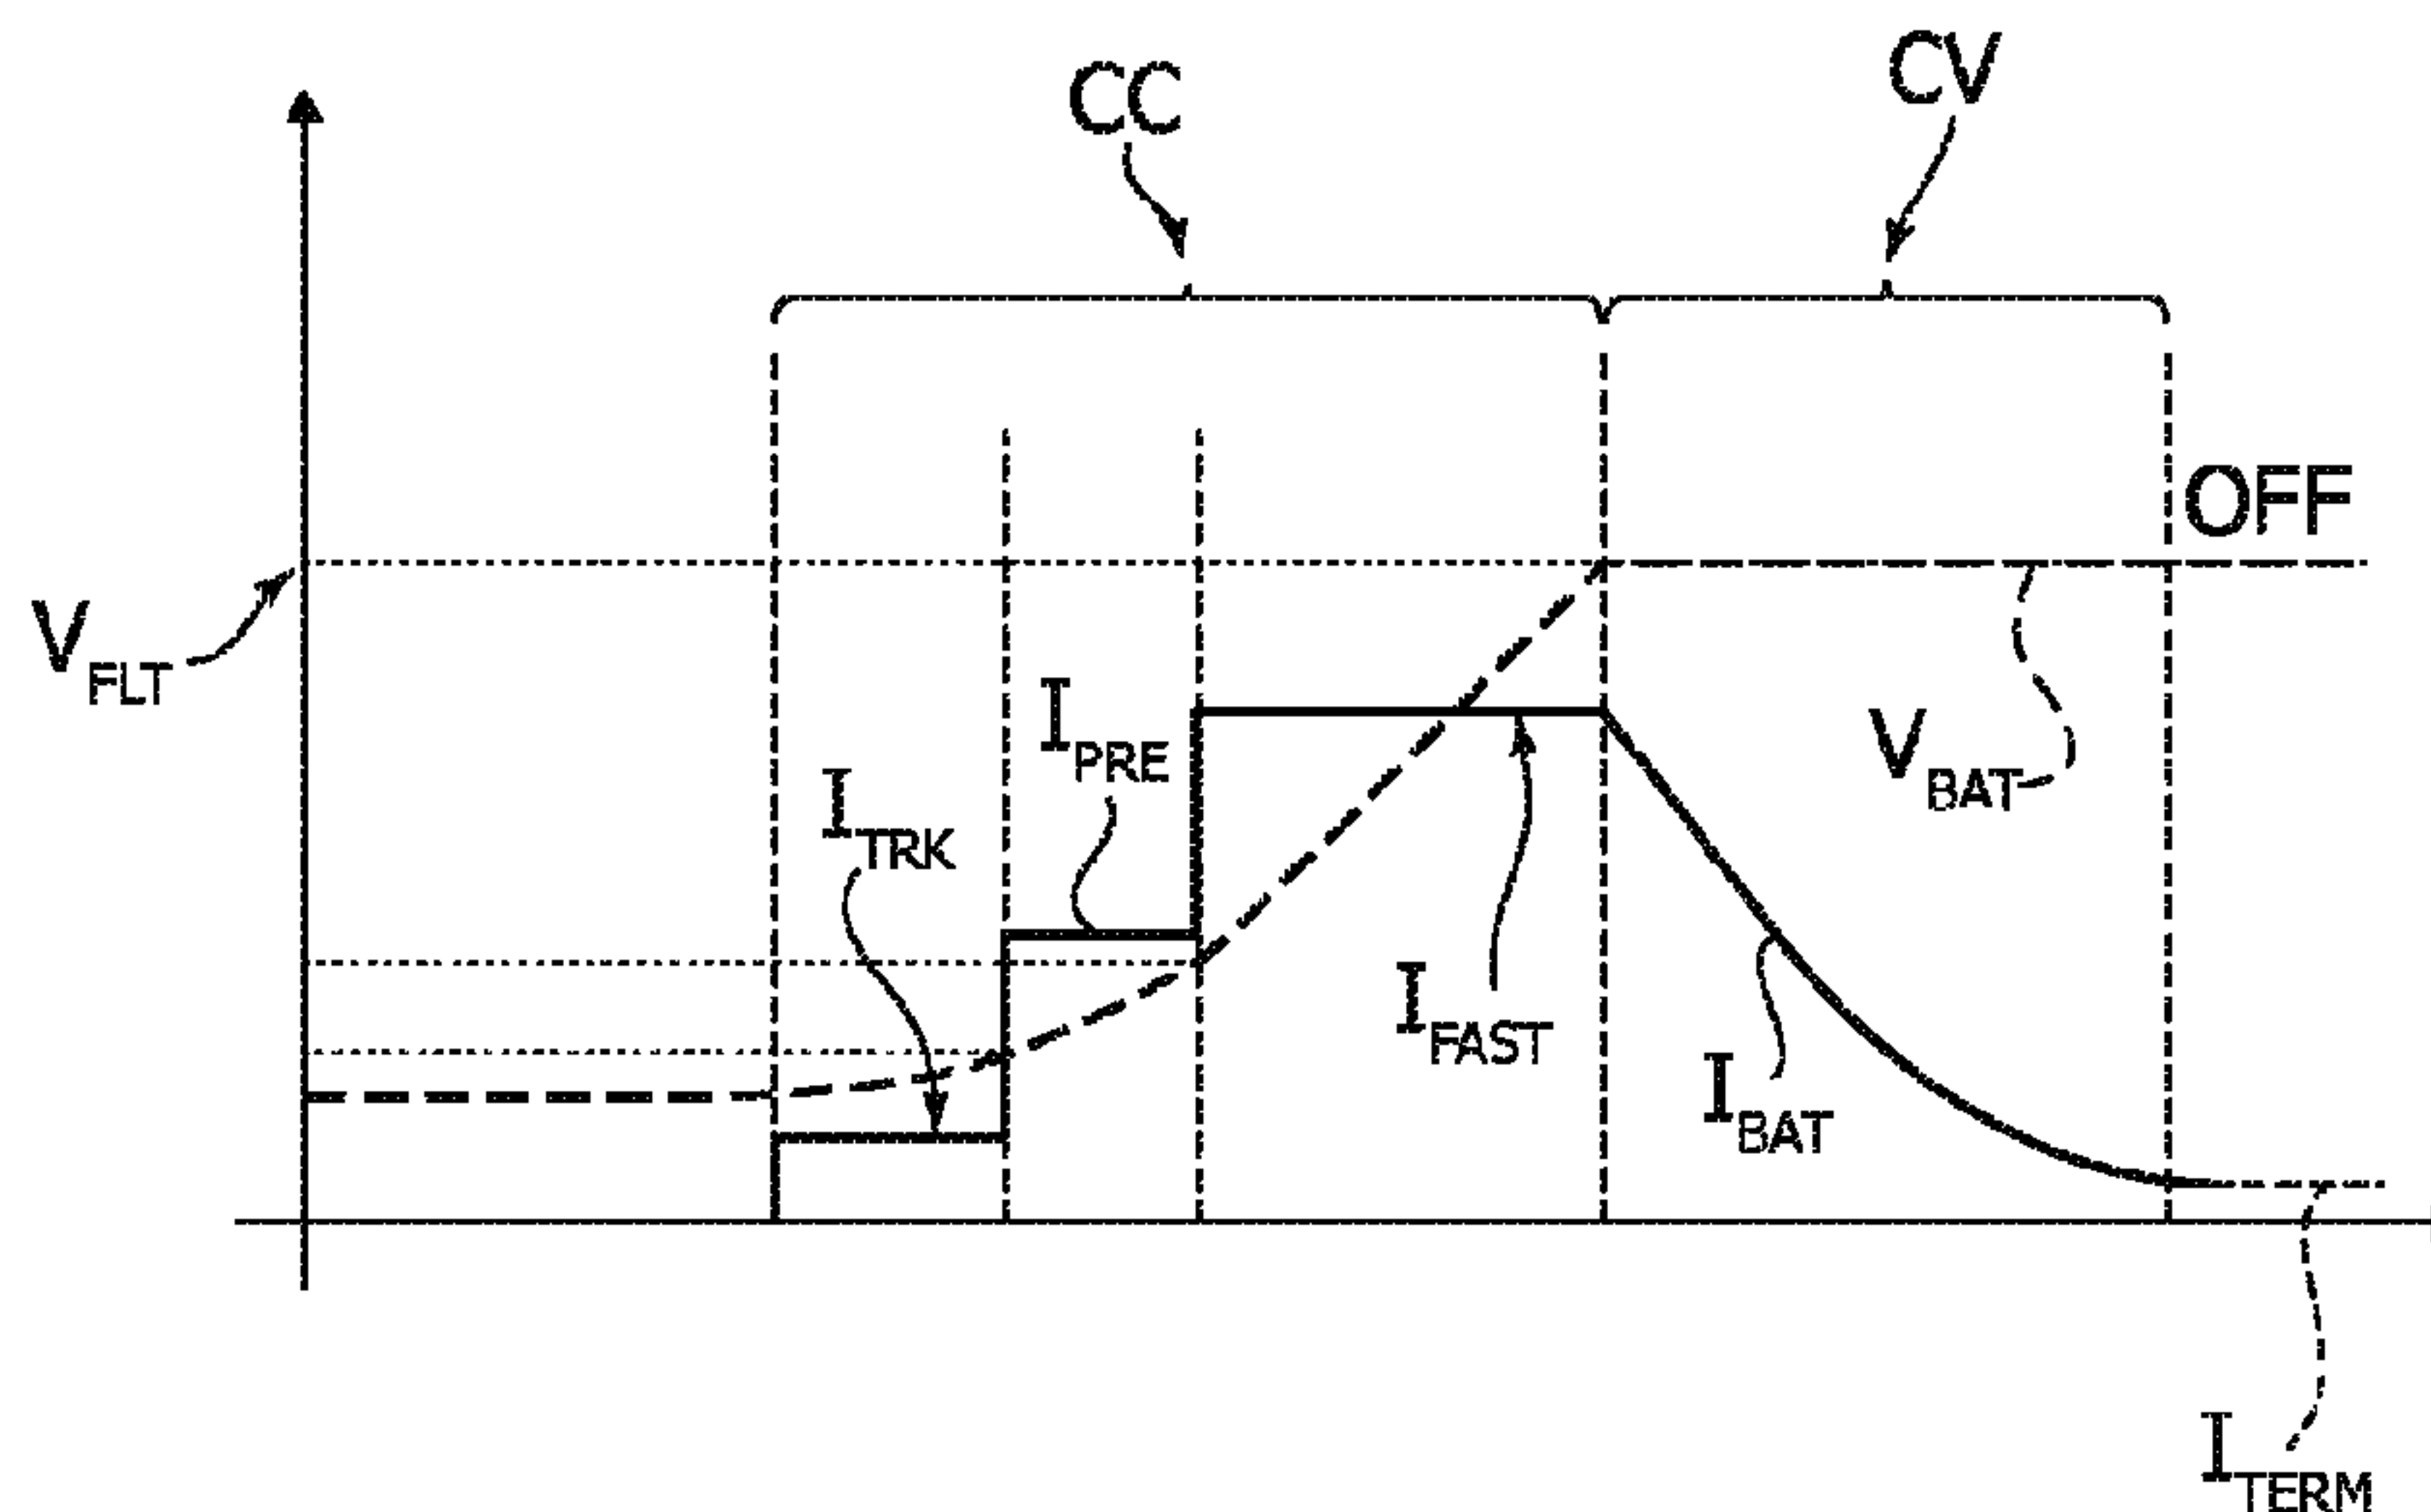 CC
CV
OFF
VFLT
IPRE
VBAT
ITRK
IFAST
IBAT
ITERM